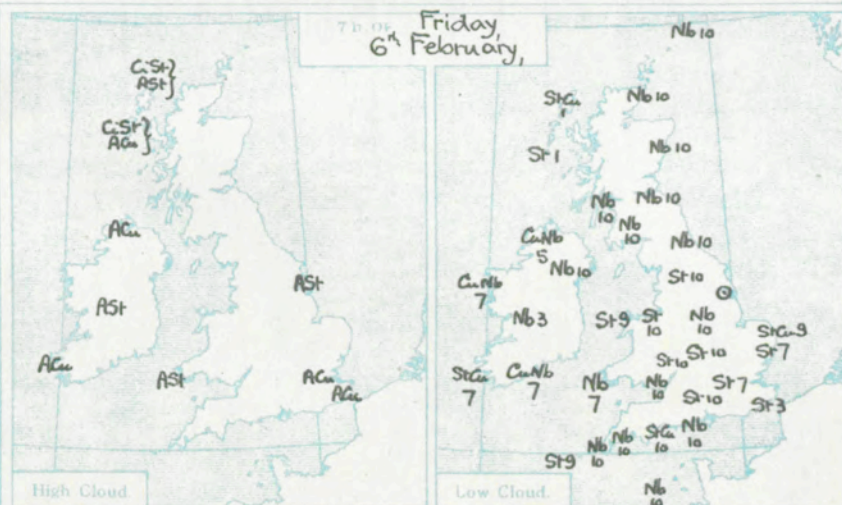 Friday,
6th February,
CiSt}
ASt}
CiSt}
ACu}
ACu
ASt
ASt
ACu
ASt
ACu
ACu
High Cloud.
Nb 10
StCu
1
Nb 10
St 1
Nb 10
Nb
10
Nb 10
Nb
10
CuNb
5
Nb 10
Nb 10
St 10
CuNb
7
Nb 3
St 9
St
10
Nb
10
StCu 9
St 7
St 10
St 10
StCu
7
CuNb
7
Nb
7
Nb
10
St 7
St 10
St 3
Nb
10
Nb
10
StCu
10
Nb
10
St 9
Nb
10
Low Cloud.